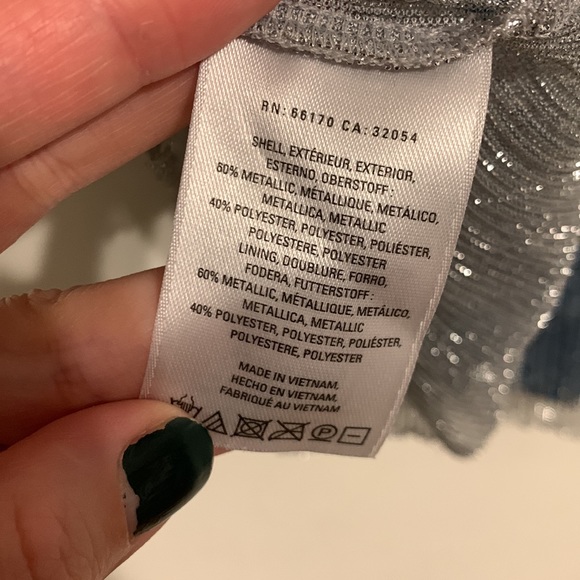 RN: 66170 CA: 32054
SHELL, EXTÉRIEUR, EXTERIOR,
ESTERNO, OBERSTOFF :
60% METALLIC, MÉTALLIQUE, METÁLICO,
METALLICA, METALLIC
40% POLYESTER, POLYESTER, POLIÉSTER,
POLYESTERE, POLYESTER
LINING, DOUBLURE, FORRO,
FODERA, FUTTERSTOFF :
60% METALLIC, MÉTALLIQUE, METÁLICO,
METALLICA, METALLIC
40% POLYESTER, POLYESTER, POLIÉSTER,
POLYESTERE, POLYESTER
MADE IN VIETNAM,
HECHO EN VIETNAM,
FABRIQUÉ AU VIETNAM
P